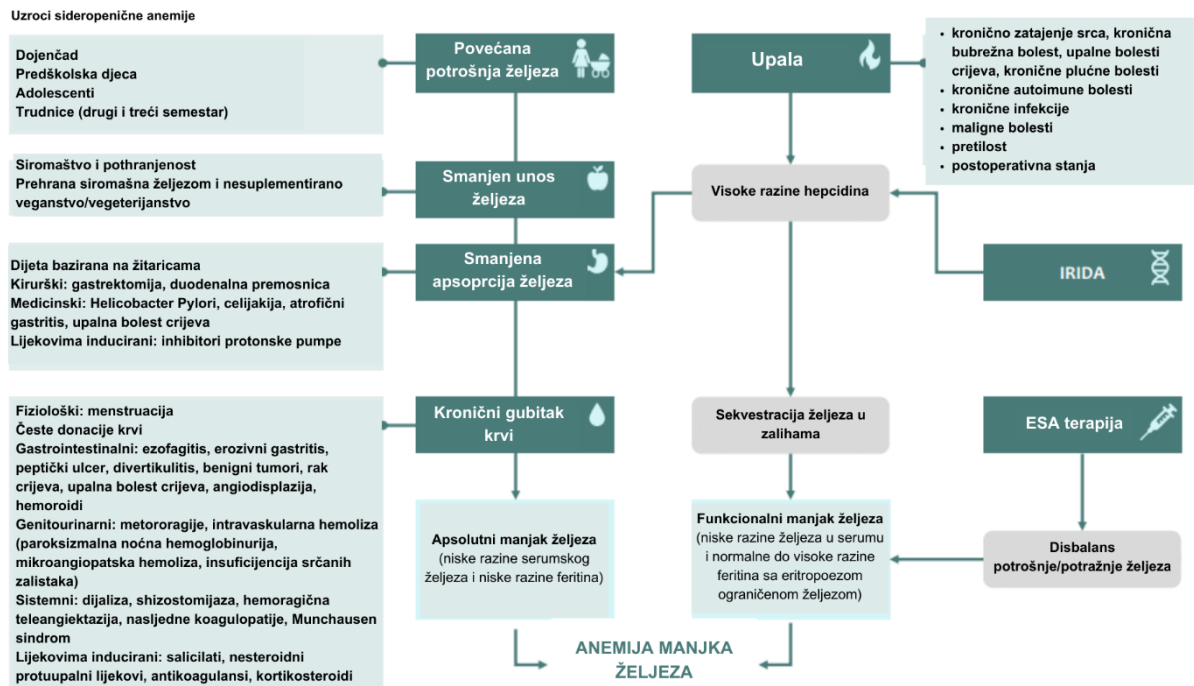 Uzroci sideropenične anemije
Dojenčad
Predškolska djeca
Adolescenti
Trudnice (drugi i treći semestar)
Povećana
potrošnja željeza
Siromaštvo i pothranjenost
Prehrana siromašna željezom i nesuplementirano
veganstvo/vegeterijanstvo
Smanjen unos
željeza
Dijeta bazirana na žitaricama
Kirurški: gastrektomija, duodenalna premosnica
Medicinski: Helicobacter Pylori, celijakija, atrofični
gastritis, upalna bolest crijeva
Lijekovima inducirani: inhibitori protonske pumpe
Smanjena
apsoprcija željeza
Fiziološki: menstruacija
Česte donacije krvi
Gastrointestinalni: ezofagitis, erozivni gastritis,
peptički ulcer, divertikulitis, benigni tumori, rak
crijeva, upalna bolest crijeva, angiodisplazija,
hemoroidi
Genitourinarni: metororagije, intravaskularna hemoliza
(paroksizmalna noćna hemoglobinurija,
mikroangiopatska hemoliza, insuficijencija srčanih
zalistaka)
Sistemni: dijaliza, shizostomijaza, hemoragična
teleangiektazija, nasljedne koagulopatije, Munchausen
sindrom
Lijekovima inducirani: salicilati, nesteroidni
protuupalni lijekovi, antikoagulansi, kortikosteroidi
Kronični gubitak
krvi
Apsolutni manjak željeza
(niske razine serumskog
željeza i niske razine feritina)
Upala
• kronično zatajenje srca, kronična
bubrežna bolest, upalne bolesti
crijeva, kronične plućne bolesti
• kronične autoimune bolesti
• kronične infekcije
• maligne bolesti
• pretilost
• postoperativna stanja
Visoke razine hepcidina
IRIDA
Sekvestracija željeza u
zalihama
ESA terapija
Funkcionalni manjak željeza
(niske razine željeza u serumu
i normalne do visoke razine
feritina sa eritropoezom
ograničenom željezom)
Disbalans
potrošnje/potražnje željeza
ANEMIJA MANJKA
ŽELJEZA